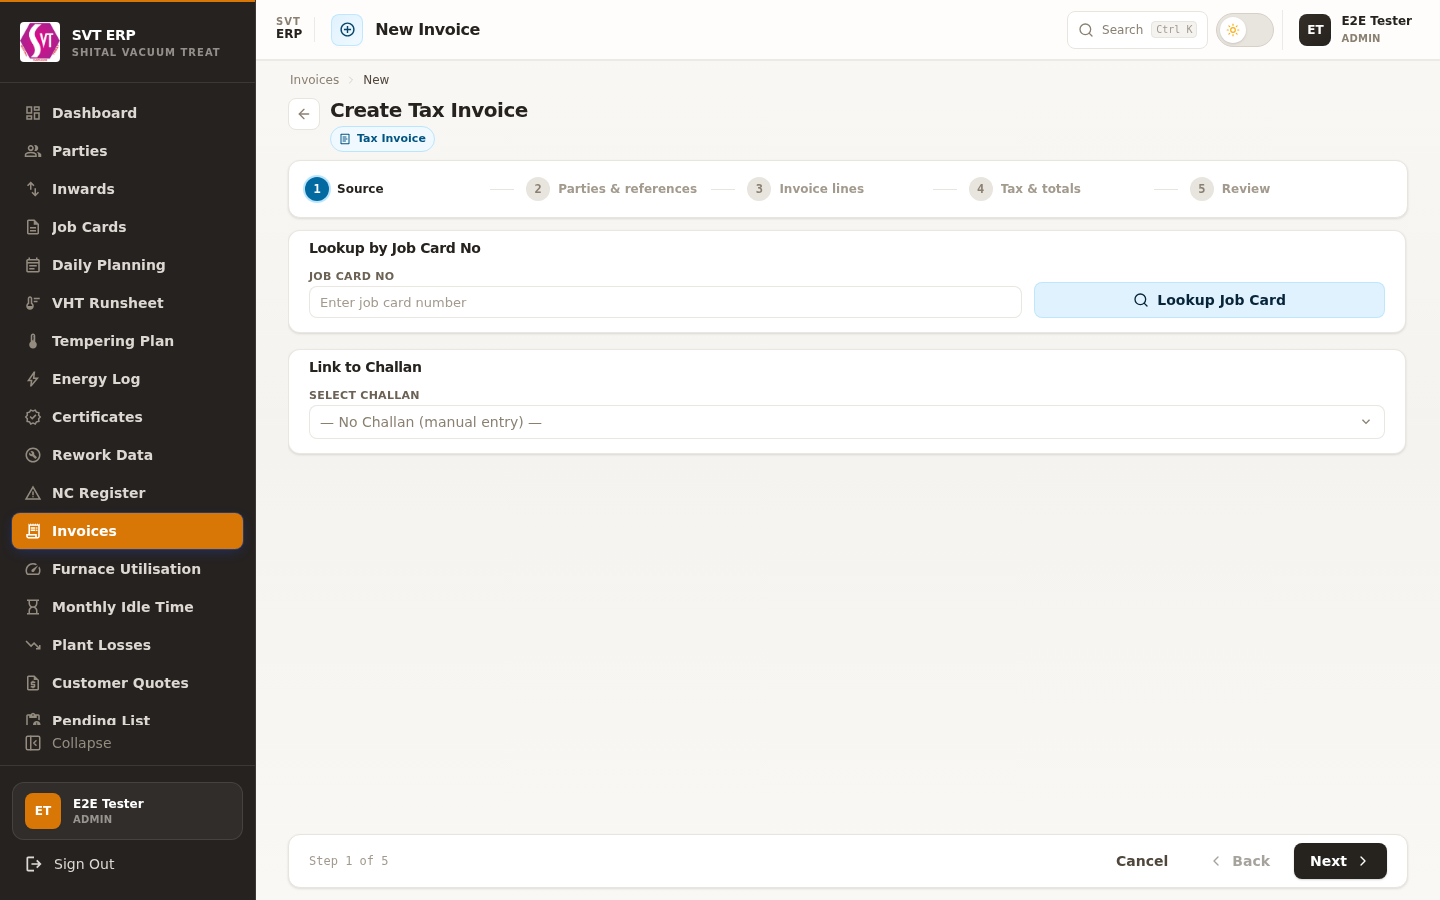 SVT
SVT ERP
SHITAL VACUUM TREAT
Dashboard
Parties
Inwards
Job Cards
Daily Planning
VHT Runsheet
Tempering Plan
Energy Log
Certificates
Rework Data
NC Register
Invoices
Furnace Utilisation
Monthly Idle Time
Plant Losses
Customer Quotes
Pending List
Collapse
ET
E2E Tester
ADMIN
Sign Out
SVT
ERP
New Invoice
Search
Ctrl K
ET
E2E Tester
ADMIN
Invoices
New
Create Tax Invoice
Tax Invoice
1 Source
2 Parties & references
3 Invoice lines
4 Tax & totals
5 Review
Lookup by Job Card No
JOB CARD NO
Enter job card number
Lookup Job Card
Link to Challan
SELECT CHALLAN
— No Challan (manual entry) —
Step 1 of 5
Cancel
Back
Next